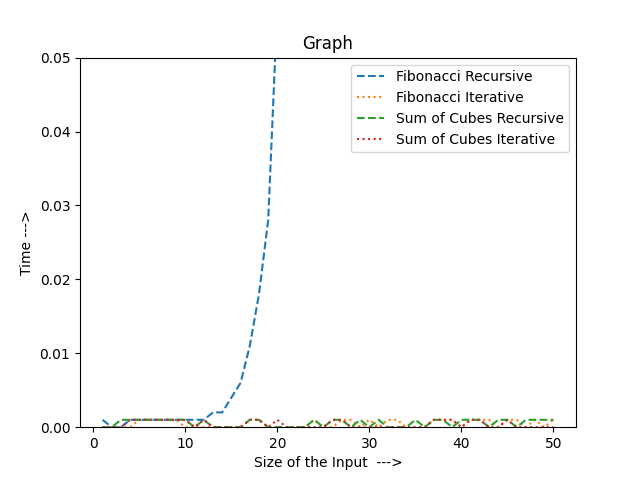 Graph
0.05
0.04
0.03
0.02
0.01
0.00
Time --->
Fibonacci Recursive
Fibonacci Iterative
Sum of Cubes Recursive
Sum of Cubes Iterative
0 10 20 30 40 50
Size of the Input --->